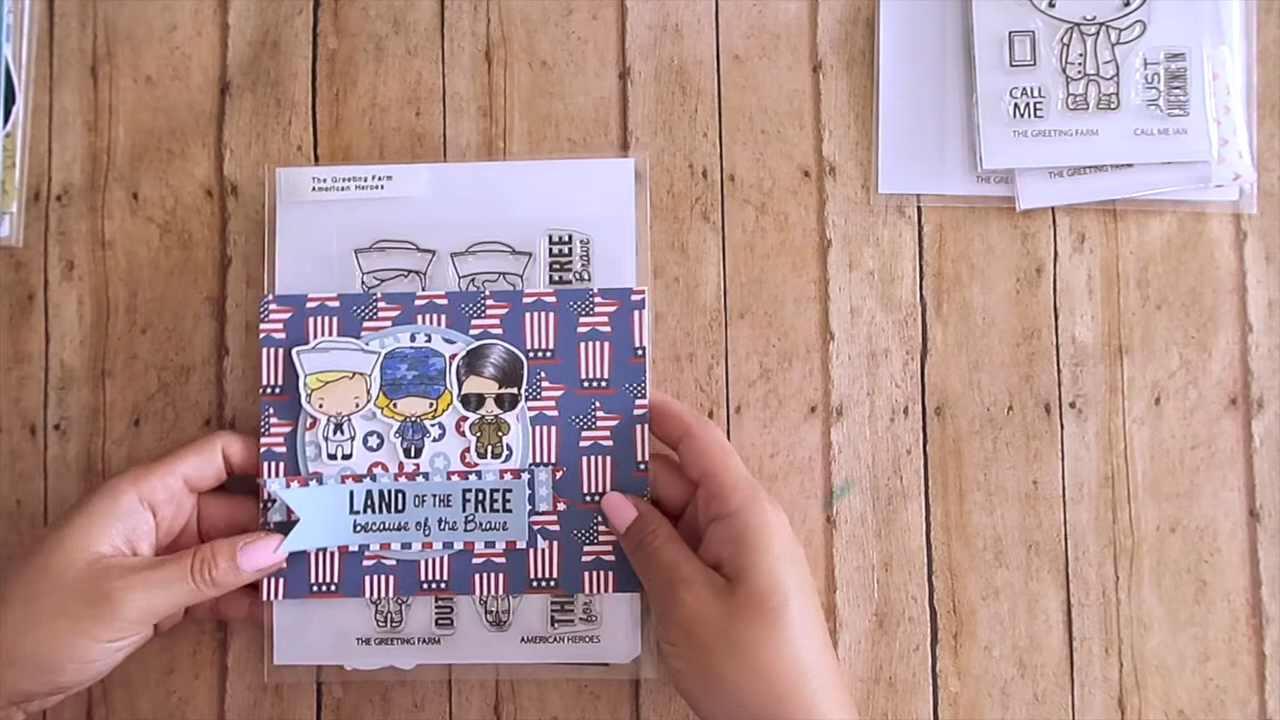 The Greeting Farm
American Heroes
FREE
Brave
LAND OF THE FREE
because of the Brave
THE GREETING FARM
AMERICAN HEROES
CALL
ME
JUST
CHECKING IN
THE GREETING FARM
CALL ME IAN
THE GREETING FARM